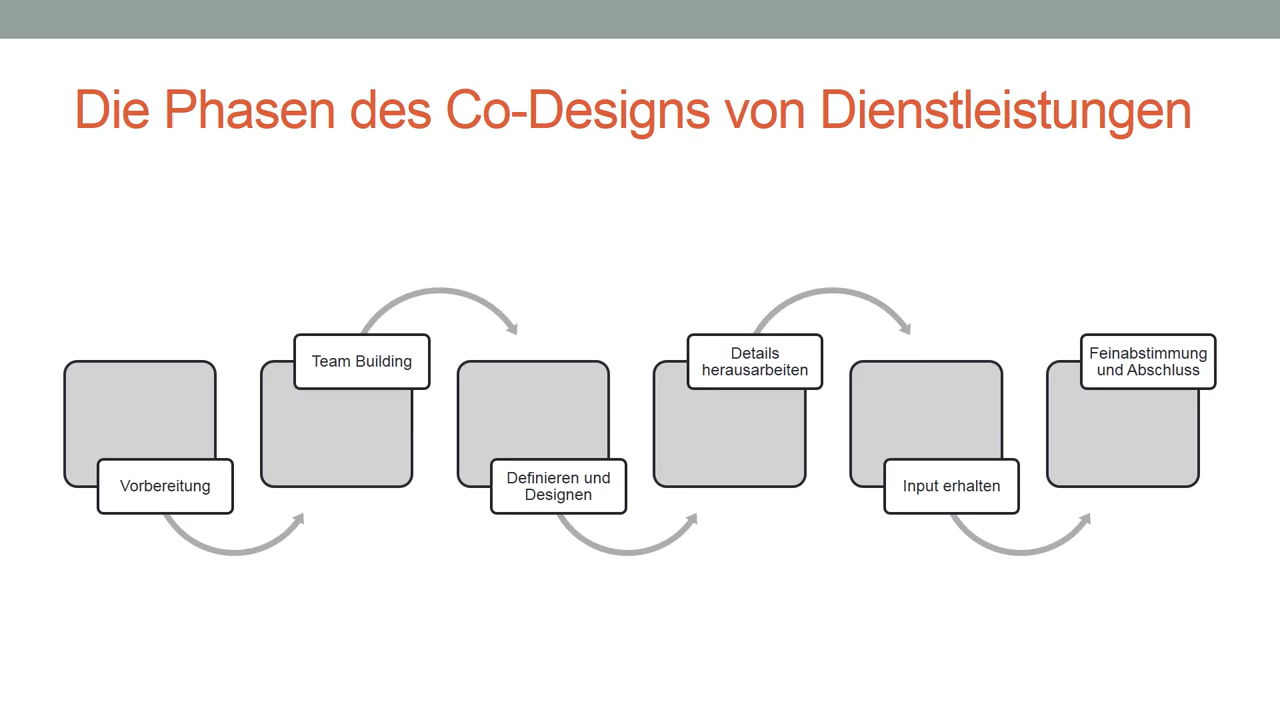 Die Phasen des Co-Designs von Dienstleistungen
Vorbereitung
Team Building
Definieren und
Designen
Details
herausarbeiten
Input erhalten
Feinabstimmung
und Abschluss